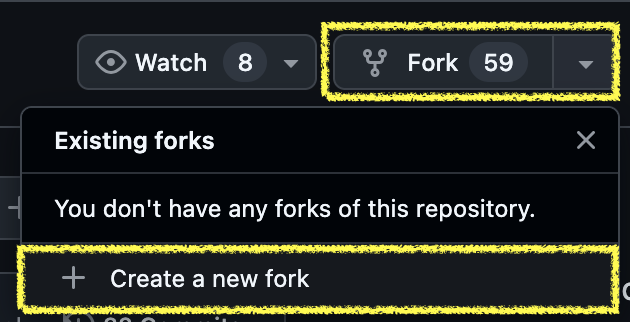 Watch 8
Fork 59
Existing forks
You don't have any forks of this repository.
Create a new fork